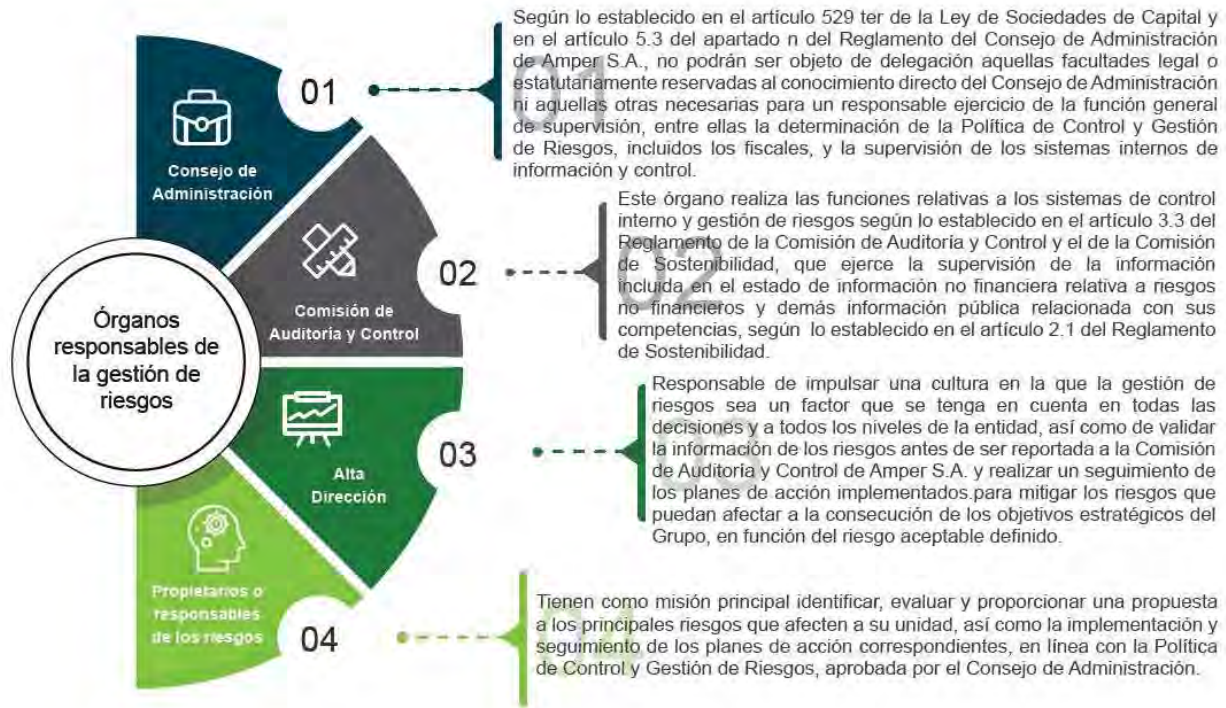 Órganos
responsables de
la gestión de
riesgos
01
Consejo de
Administración
Según lo establecido en el artículo 529 ter de la Ley de Sociedades de Capital y
en el artículo 5.3 del apartado n del Reglamento del Consejo de Administración
de Amper S.A., no podrán ser objeto de delegación aquellas facultades legal o
estatutariamente reservadas al conocimiento directo del Consejo de Administración
ni aquellas otras necesarias para un responsable ejercicio de la función general
de supervisión, entre ellas la determinación de la Política de Control y Gestión
de Riesgos, incluidos los fiscales, y la supervisión de los sistemas internos de
información y control.
01
02
Comisión de
Auditoría y Control
Este órgano realiza las funciones relativas a los sistemas de control
interno y gestión de riesgos según lo establecido en el artículo 3.3 del
Reglamento de la Comisión de Auditoría y Control y el de la Comisión
de Sostenibilidad, que ejerce la supervisión de la información
incluida en el estado de información no financiera relativa a riesgos
no financieros y demás información pública relacionada con sus
competencias, según lo establecido en el artículo 2.1 del Reglamento
de Sostenibilidad.
02
03
Alta
Dirección
Responsable de impulsar una cultura en la que la gestión de
riesgos sea un factor que se tenga en cuenta en todas las
decisiones y a todos los niveles de la entidad, así como de validar
la información de los riesgos antes de ser reportada a la Comisión
de Auditoría y Control de Amper S.A. y realizar un seguimiento de
los planes de acción implementados.para mitigar los riesgos que
puedan afectar a la consecución de los objetivos estratégicos del
Grupo, en función del riesgo aceptable definido.
03
04
Propietarios o
responsables
de los riesgos
Tienen como misión principal identificar, evaluar y proporcionar una propuesta
a los principales riesgos que afecten a su unidad, así como la implementación y
seguimiento de los planes de acción correspondientes, en línea con la Política
de Control y Gestión de Riesgos, aprobada por el Consejo de Administración.
04